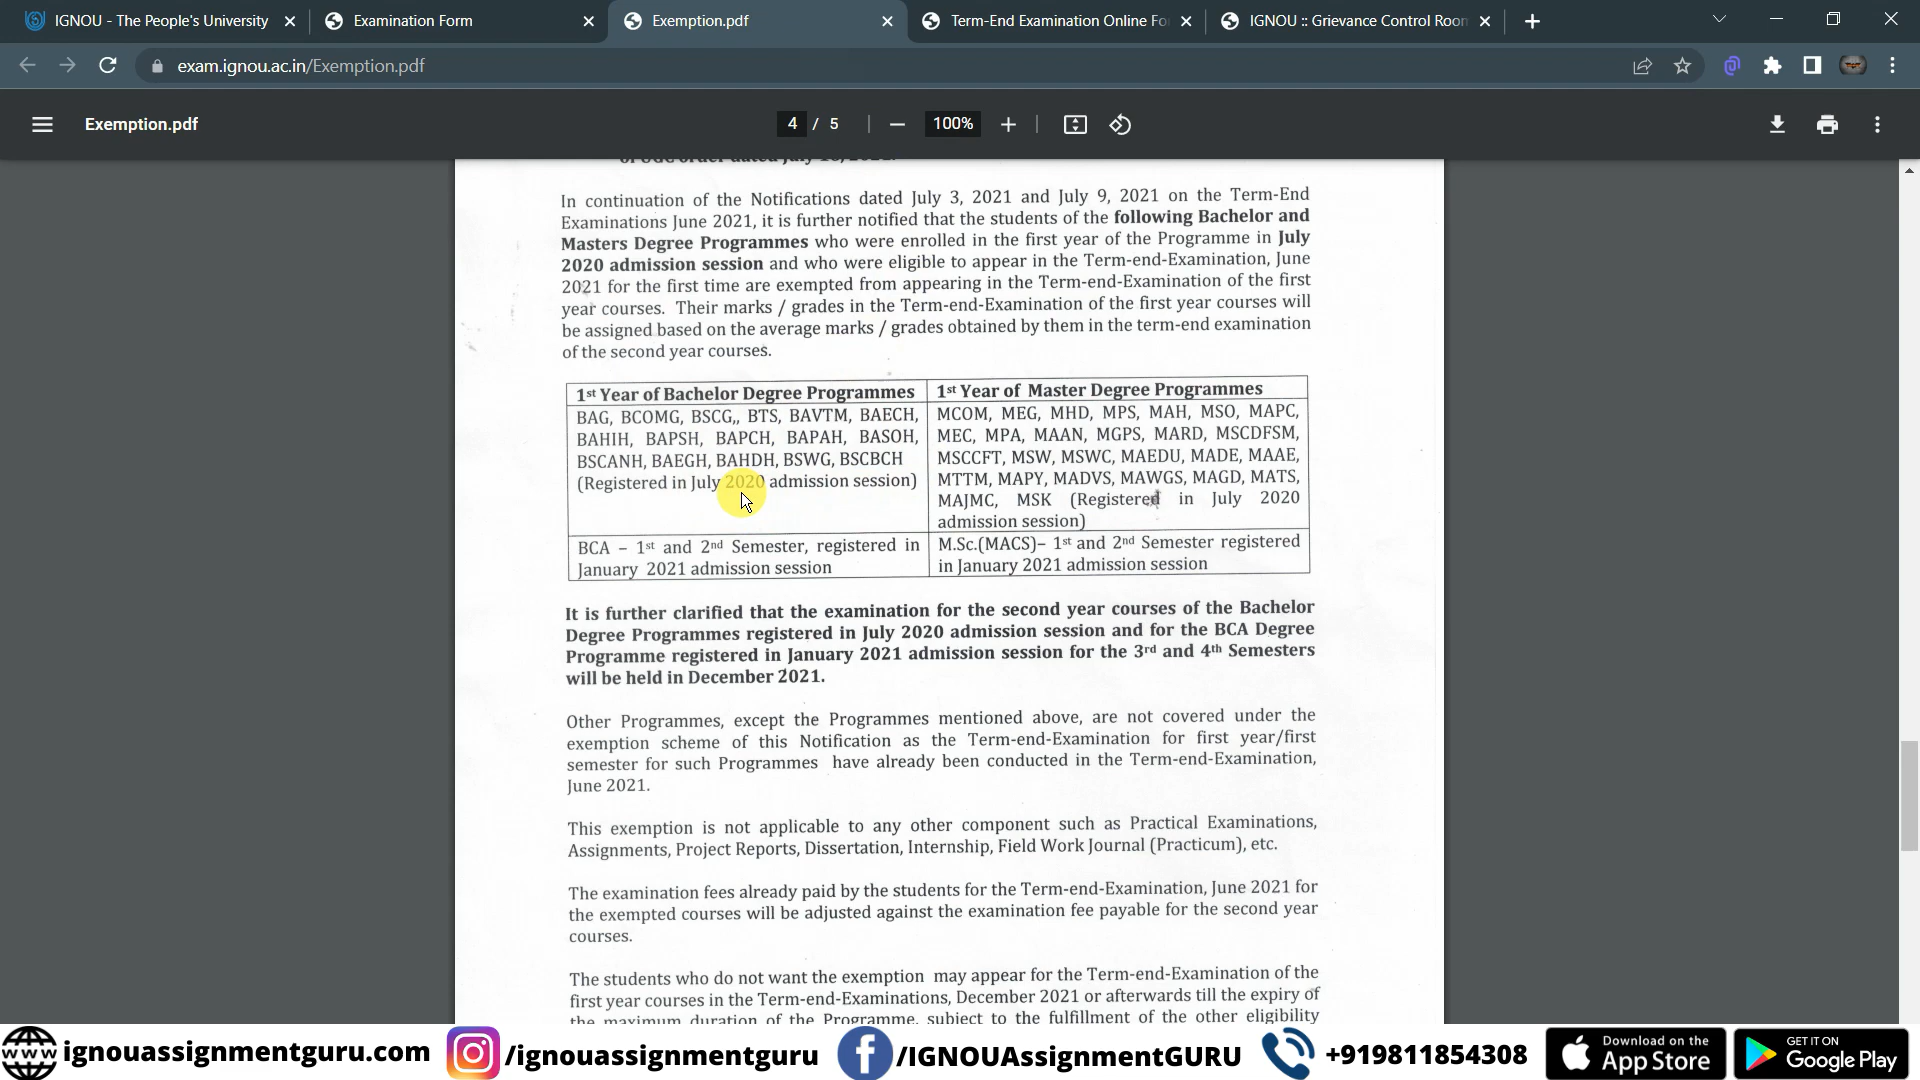 IGNOU - The People's University
Examination Form
Exemption.pdf
Term-End Examination Online Fo
IGNOU :: Grievance Control Roon
exam.ignou.ac.in/Exemption.pdf
Exemption.pdf
4 / 5
100%
of UGC order dated July
In continuation of the Notifications dated July 3, 2021 and July 9, 2021 on the Term-End
Examinations June 2021, it is further notified that the students of the following Bachelor and
Masters Degree Programmes who were enrolled in the first year of the Programme in July
2020 admission session and who were eligible to appear in the Term-end-Examination, June
2021 for the first time are exempted from appearing in the Term-end-Examination of the first
year courses. Their marks / grades in the Term-end-Examination of the first year courses will
be assigned based on the average marks / grades obtained by them in the term-end examination
of the second year courses.
1st Year of Bachelor Degree Programmes
BAG, BCOMG, BSCG,, BTS, BAVTM, BAECH,
BAHIH, BAPSH, BAPCH, BAPAH, BASOH,
BSCANH, BAEGH, BAHDH, BSWG, BSCBCH
(Registered in July 2020 admission session)
1st Year of Master Degree Programmes
MCOM, MEG, MHD, MPS, MAH, MSO, MAPC,
MEC, MPA, MAAN, MGPS, MARD, MSCDFSM,
MSCCFT, MSW, MSWC, MAEDU, MADE, MAAE,
MTTM, MAPY, MADVS, MAWGS, MAGD, MATS,
MAJMC, MSK (Registered in July 2020
admission session)
BCA – 1st and 2nd Semester, registered in
January 2021 admission session
M.Sc.(MACS)– 1st and 2nd Semester registered
in January 2021 admission session
It is further clarified that the examination for the second year courses of the Bachelor
Degree Programmes registered in July 2020 admission session and for the BCA Degree
Programme registered in January 2021 admission session for the 3rd and 4th Semesters
will be held in December 2021.
Other Programmes, except the Programmes mentioned above, are not covered under the
exemption scheme of this Notification as the Term-end-Examination for first year/first
semester for such Programmes have already been conducted in the Term-end-Examination,
June 2021.
This exemption is not applicable to any other component such as Practical Examinations,
Assignments, Project Reports, Dissertation, Internship, Field Work Journal (Practicum), etc.
The examination fees already paid by the students for the Term-end-Examination, June 2021 for
the exempted courses will be adjusted against the examination fee payable for the second year
courses.
The students who do not want the exemption may appear for the Term-end-Examination of the
first year courses in the Term-end-Examinations, December 2021 or afterwards till the expiry of
the maximum duration of the Programme, subject to the fulfillment of the other eligibility
www
ignouassignmentguru.com
/ignouassignmentguru
/IGNOUAssignmentGURU
+919811854308
Download on the
App Store
GET IT ON
Google Play